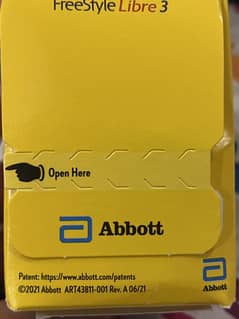 FreeStyle Libre 3
Open Here
Abbott
Patent: https://www.abbott.com/patents
©2021 Abbott ART43811-001 Rev. A 06/21
Abbott